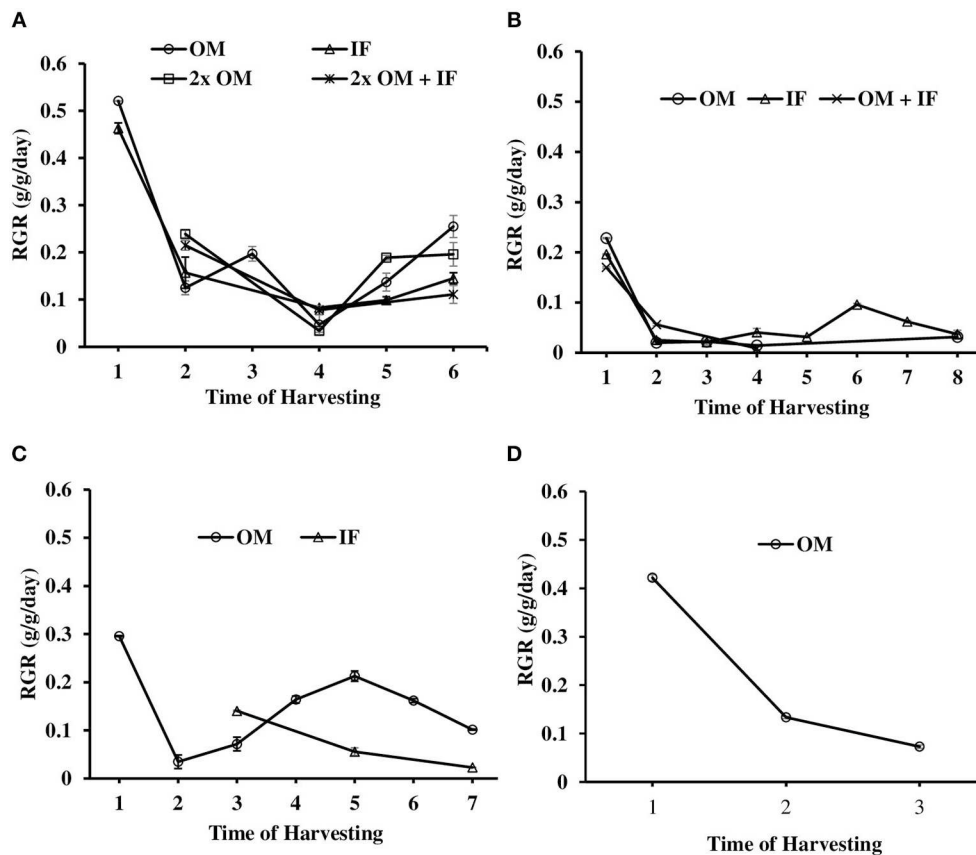 A
OM IF
2x OM 2x OM + IF
0.6
0.5
0.4
0.3
0.2
0.1
0
RGR (g/g/day)
1 2 3 4 5 6
Time of Harvesting
B
OM IF OM + IF
0.6
0.5
0.4
0.3
0.2
0.1
0
RGR (g/g/day)
1 2 3 4 5 6 7 8
Time of Harvesting
C
OM IF
0.6
0.5
0.4
0.3
0.2
0.1
0
RGR (g/g/day)
1 2 3 4 5 6 7
Time of Harvesting
D
OM
0.6
0.5
0.4
0.3
0.2
0.1
0
RGR (g/g/day)
1 2 3
Time of Harvesting